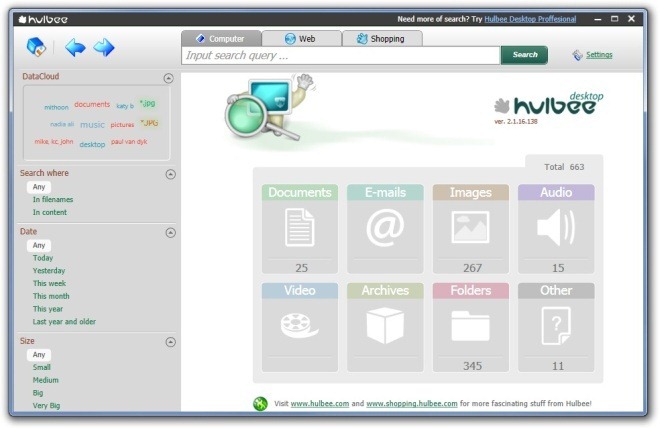 hulbee
Need more of search? Try Hulbee Desktop Proffesional
Computer
Web
Shopping
Input search query ...
Search
Settings
DataCloud
mithoon documents katy b *.jpg
nadia ali music pictures *.JPG
mike, kc, john desktop paul van dyk
Search where
Any
In filenames
In content
Date
Any
Today
Yesterday
This week
This month
This year
Last year and older
Size
Any
Small
Medium
Big
Very Big
desktop
hulbee
ver. 2.1.16.138
Total 663
Documents E-mails Images Audio
25 267 15
Video Archives Folders Other
345 11
Visit www.hulbee.com and www.shopping.hulbee.com for more fascinating stuff from Hulbee!